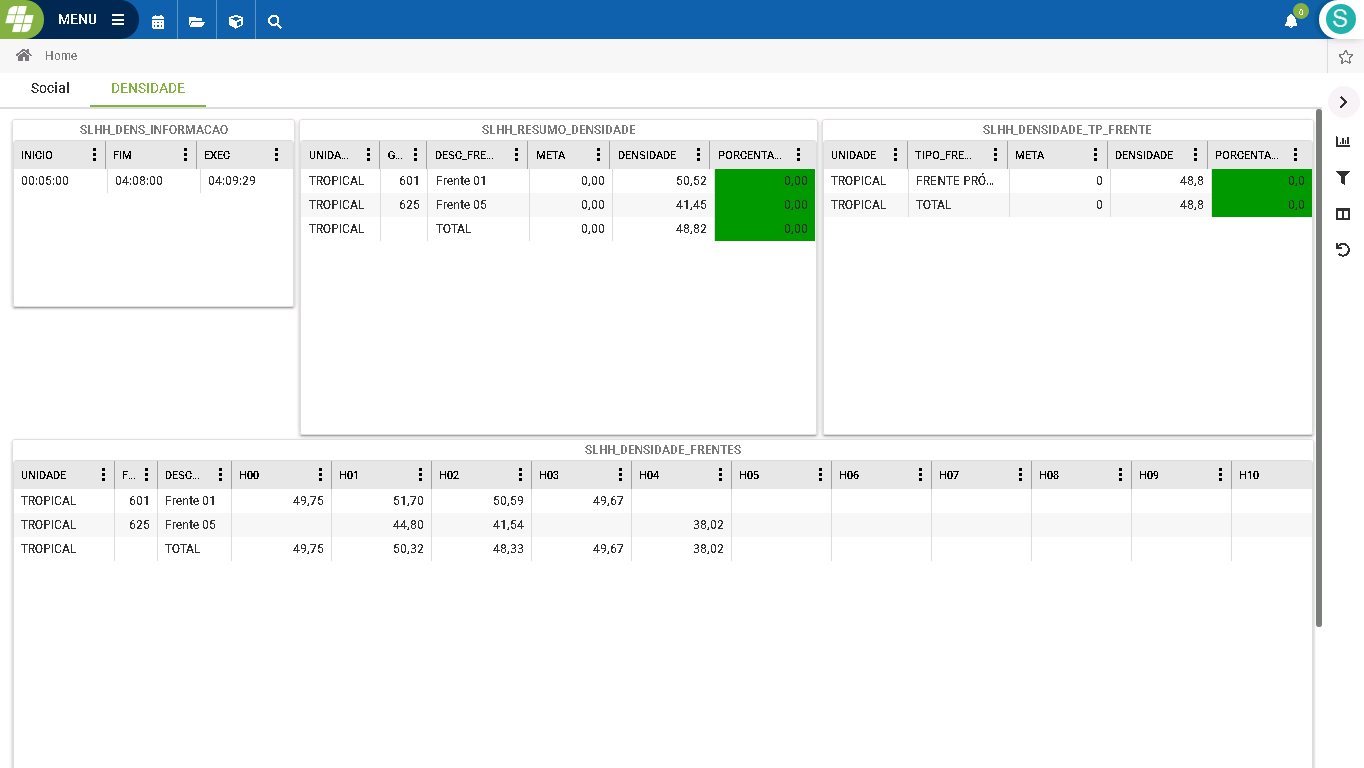 MENU
0
S
Home
Social DENSIDADE
SLHH_DENS_INFORMACAO
INICIO FIM EXEC
00:05:00 04:08:00 04:09:29
SLHH_RESUMO_DENSIDADE
UNIDA... G... DESC_FRE... META DENSIDADE PORCENTA...
TROPICAL 601 Frente 01 0,00 50,52 0,00
TROPICAL 625 Frente 05 0,00 41,45 0,00
TROPICAL TOTAL 0,00 48,82 0,00
SLHH_DENSIDADE_TP_FRENTE
UNIDADE TIPO_FRE... META DENSIDADE PORCENTA...
TROPICAL FRENTE PRÓ... 0 48,8 0,0
TROPICAL TOTAL 0 48,8 0,0
SLHH_DENSIDADE_FRENTES
UNIDADE F... DESC... H00 H01 H02 H03 H04 H05 H06 H07 H08 H09 H10
TROPICAL 601 Frente 01 49,75 51,70 50,59 49,67
TROPICAL 625 Frente 05 44,80 41,54 38,02
TROPICAL TOTAL 49,75 50,32 48,33 49,67 38,02